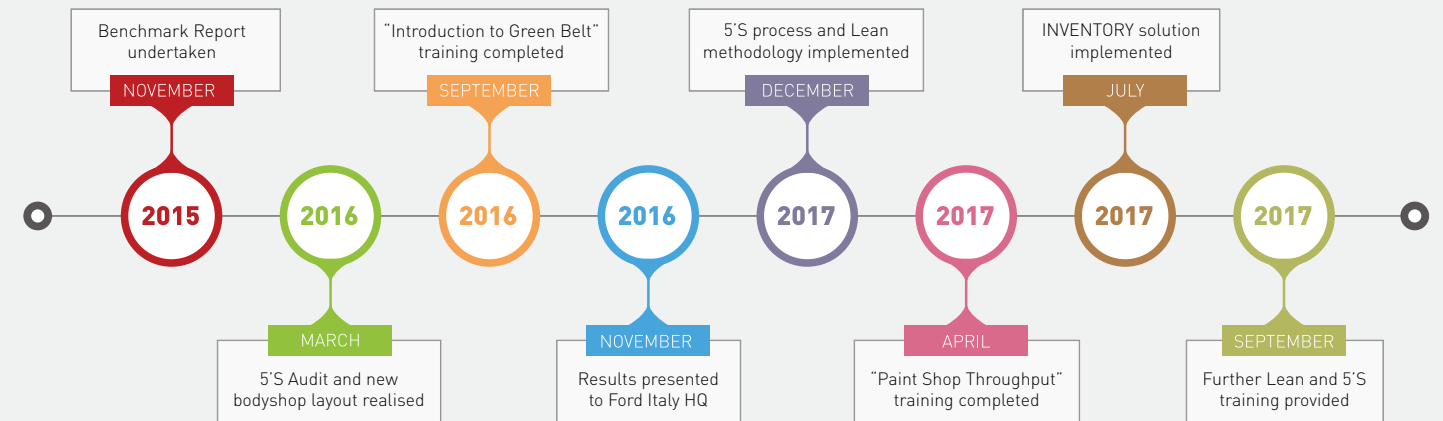 Benchmark Report
undertaken
NOVEMBER
2015
2016
MARCH
5'S Audit and new
bodyshop layout realised
“Introduction to Green Belt”
training completed
SEPTEMBER
2016
2016
NOVEMBER
Results presented
to Ford Italy HQ
5'S process and Lean
methodology implemented
DECEMBER
2017
2017
APRIL
“Paint Shop Throughput”
training completed
INVENTORY solution
implemented
JULY
2017
2017
SEPTEMBER
Further Lean and 5'S
training provided